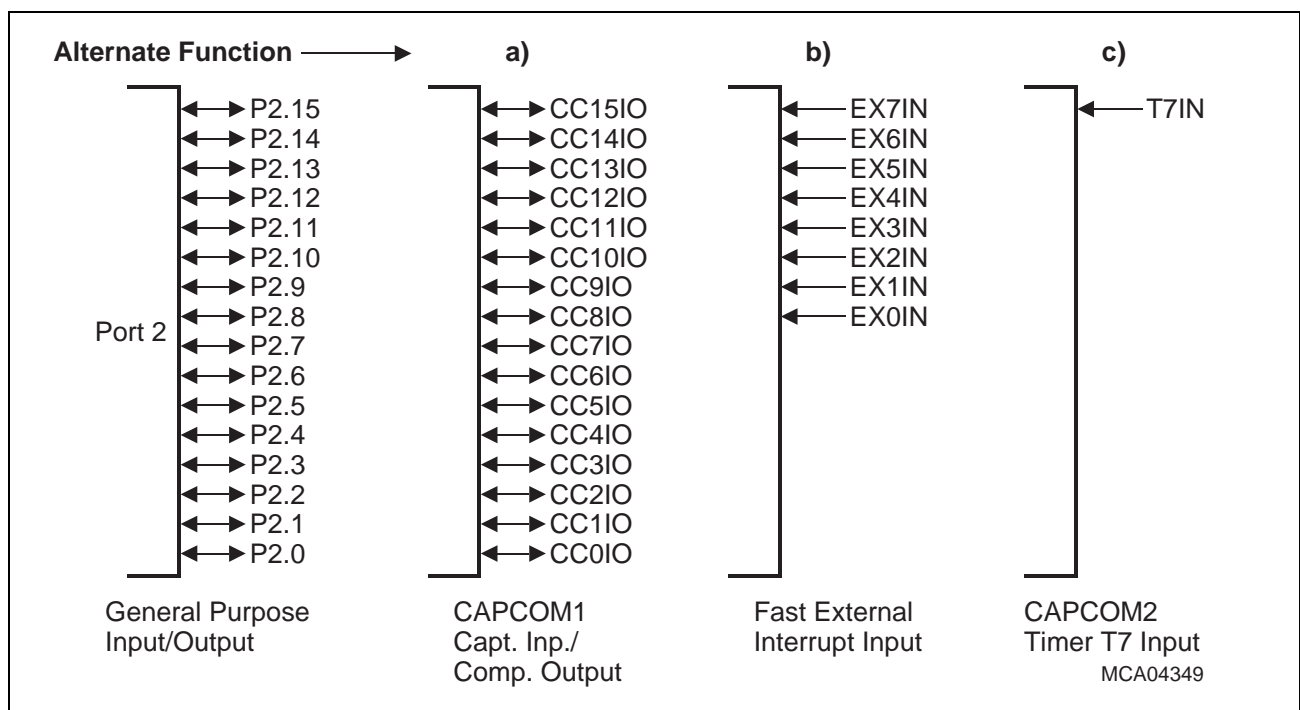 Alternate Function a) b) c)
P2.15 CC15IO EX7IN T7IN
P2.14 CC14IO EX6IN
P2.13 CC13IO EX5IN
P2.12 CC12IO EX4IN
P2.11 CC11IO EX3IN
P2.10 CC10IO EX2IN
P2.9 CC9IO EX1IN
P2.8 CC8IO EX0IN
Port 2
P2.7 CC7IO
P2.6 CC6IO
P2.5 CC5IO
P2.4 CC4IO
P2.3 CC3IO
P2.2 CC2IO
P2.1 CC1IO
P2.0 CC0IO
General Purpose
Input/Output
CAPCOM1
Capt. Inp./
Comp. Output
Fast External
Interrupt Input
CAPCOM2
Timer T7 Input
MCA04349